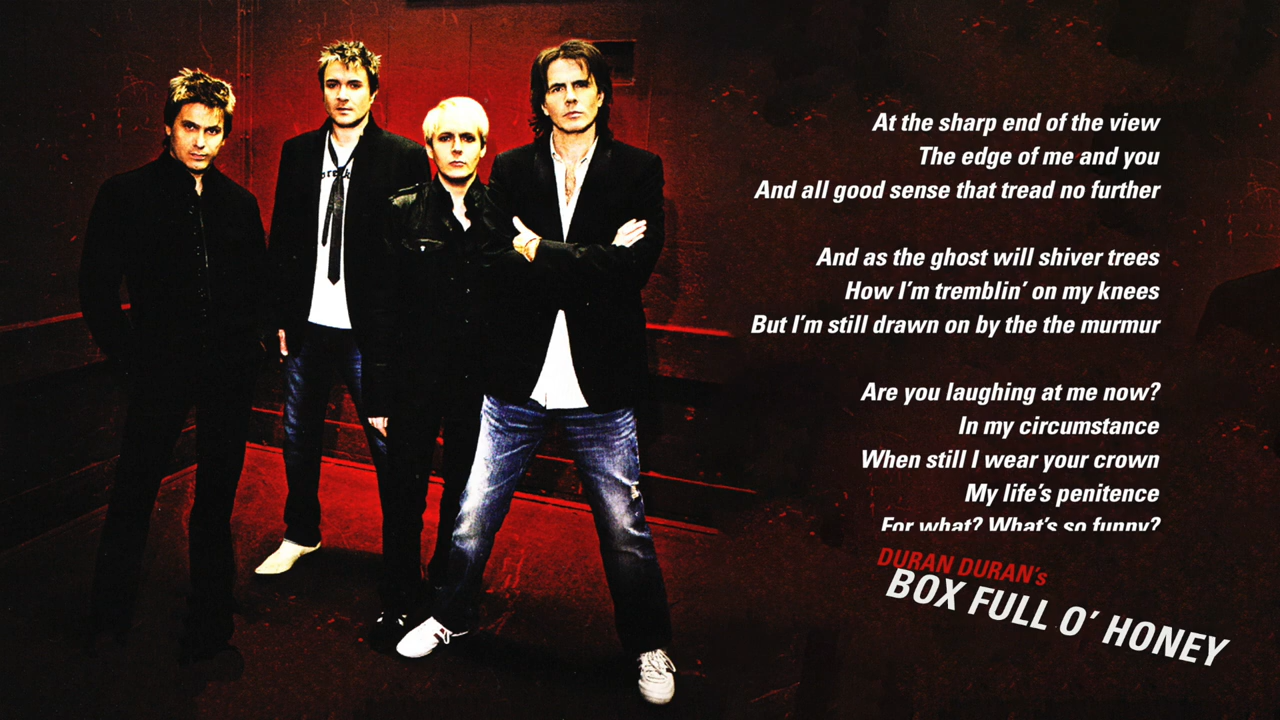 At the sharp end of the view
The edge of me and you
And all good sense that tread no further
And as the ghost will shiver trees
How I'm tremblin' on my knees
But I'm still drawn on by the the murmur
Are you laughing at me now?
In my circumstance
When still I wear your crown
My life's penitence
For what? What's so funny?
DURAN DURAN's
BOX FULL O' HONEY